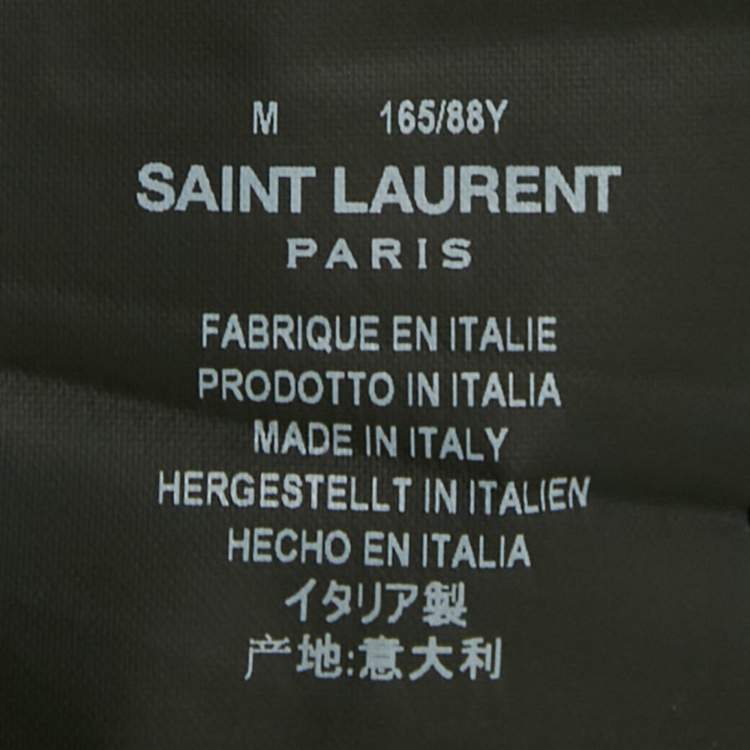 M 165/88Y
SAINT LAURENT
PARIS
FABRIQUE EN ITALIE
PRODOTTO IN ITALIA
MADE IN ITALY
HERGESTELLT IN ITALIEN
HECHO EN ITALIA
イタリア製
产地:意大利